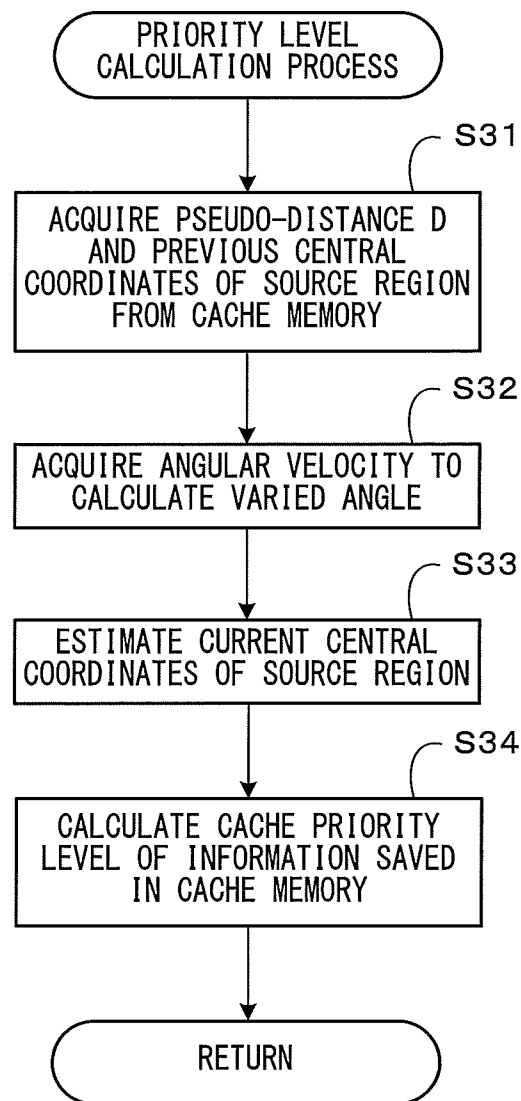 PRIORITY LEVEL
CALCULATION PROCESS
S31
ACQUIRE PSEUDO-DISTANCE D
AND PREVIOUS CENTRAL
COORDINATES OF SOURCE REGION
FROM CACHE MEMORY
S32
ACQUIRE ANGULAR VELOCITY TO
CALCULATE VARIED ANGLE
S33
ESTIMATE CURRENT CENTRAL
COORDINATES OF SOURCE REGION
S34
CALCULATE CACHE PRIORITY
LEVEL OF INFORMATION SAVED
IN CACHE MEMORY
RETURN